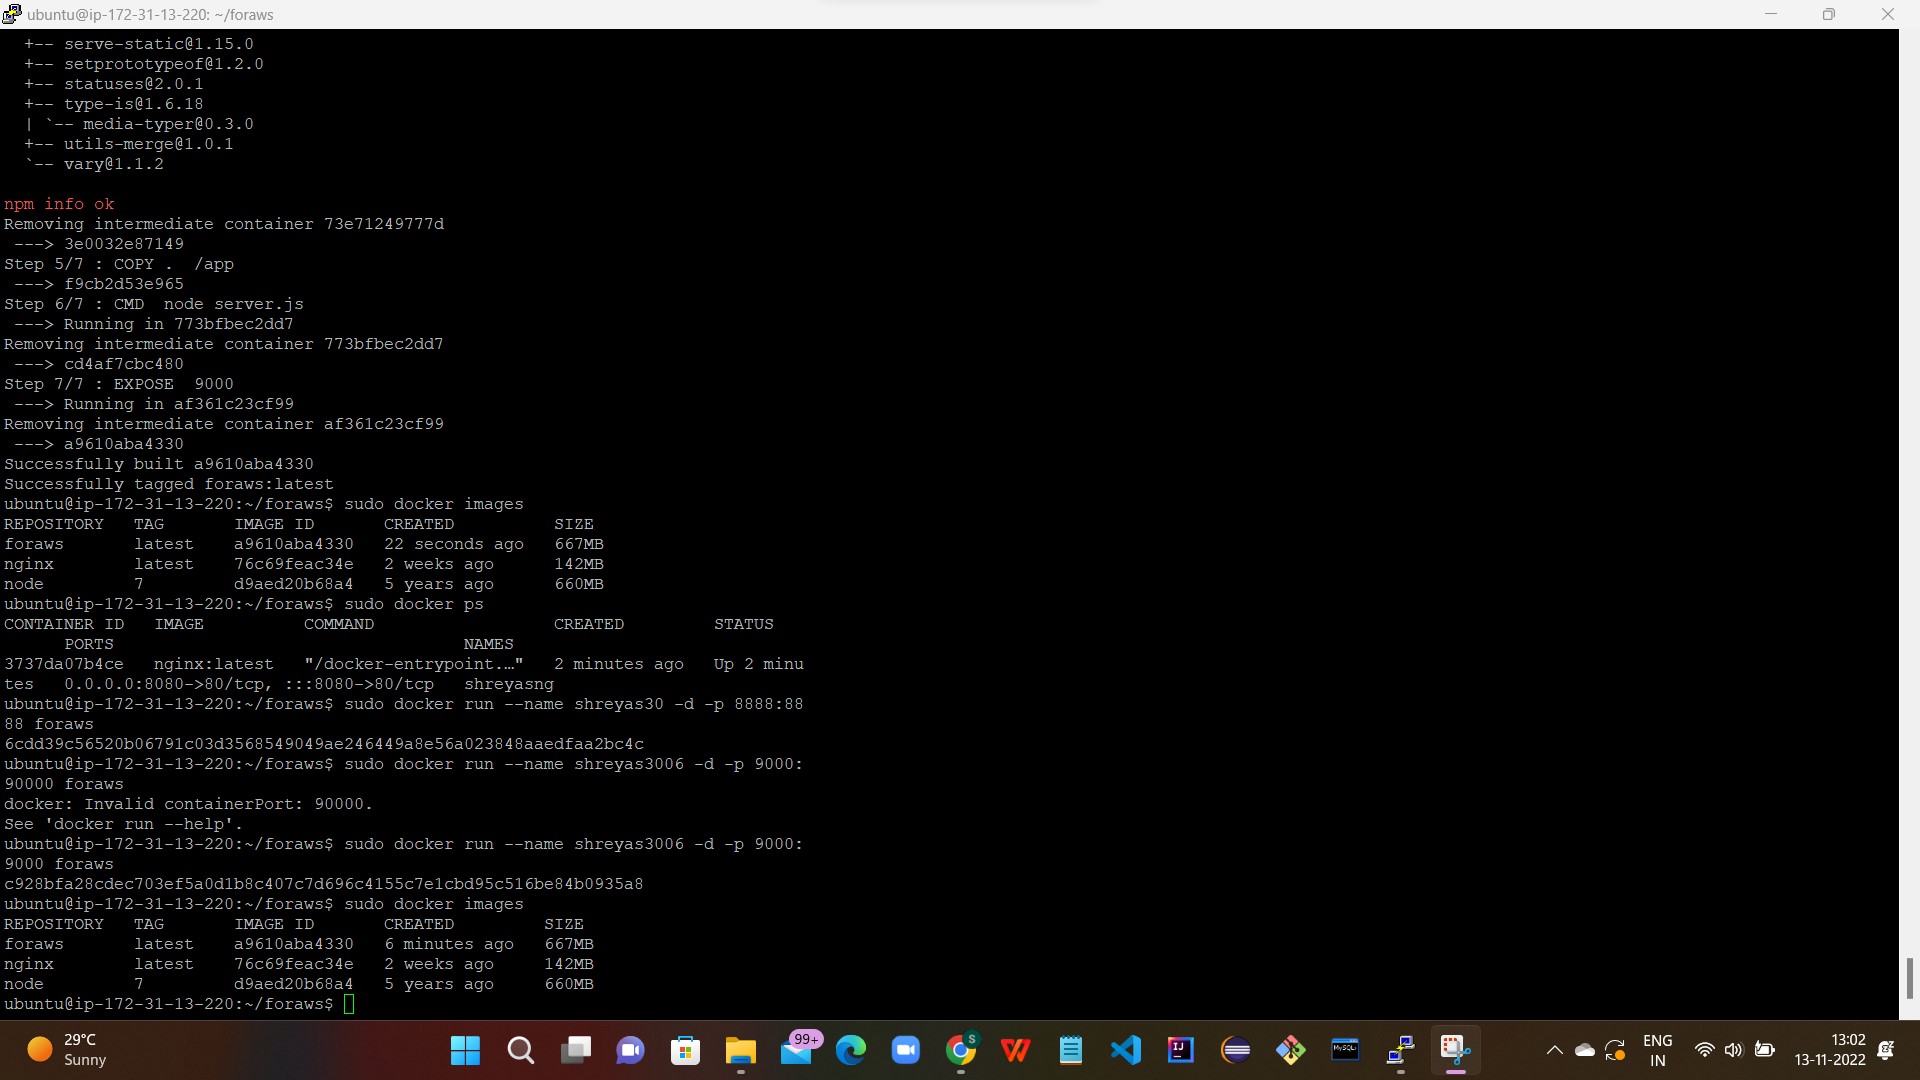 ubuntu@ip-172-31-13-220: ~/foraws
+-- serve-static@1.15.0
+-- setprototypeof@1.2.0
+-- statuses@2.0.1
+-- type-is@1.6.18
| `-- media-typer@0.3.0
+-- utils-merge@1.0.1
`-- vary@1.1.2
npm info ok
Removing intermediate container 73e71249777d
---> 3e0032e87149
Step 5/7 : COPY .  /app
---> f9cb2d53e965
Step 6/7 : CMD  node server.js
---> Running in 773bfbec2dd7
Removing intermediate container 773bfbec2dd7
---> cd4af7cbc480
Step 7/7 : EXPOSE  9000
---> Running in af361c23cf99
Removing intermediate container af361c23cf99
---> a9610aba4330
Successfully built a9610aba4330
Successfully tagged foraws:latest
ubuntu@ip-172-31-13-220:~/foraws$ sudo docker images
REPOSITORY   TAG       IMAGE ID       CREATED          SIZE
foraws       latest    a9610aba4330   22 seconds ago   667MB
nginx        latest    76c69feac34e   2 weeks ago      142MB
node         7         d9aed20b68a4   5 years ago      660MB
ubuntu@ip-172-31-13-220:~/foraws$ sudo docker ps
CONTAINER ID   IMAGE          COMMAND                  CREATED         STATUS
PORTS                                   NAMES
3737da07b4ce   nginx:latest   "/docker-entrypoint.…"   2 minutes ago   Up 2 minu
tes   0.0.0.0:8080->80/tcp, :::8080->80/tcp   shreyasng
ubuntu@ip-172-31-13-220:~/foraws$ sudo docker run --name shreyas30 -d -p 8888:88
88 foraws
6cdd39c56520b06791c03d3568549049ae246449a8e56a023848aaedfaa2bc4c
ubuntu@ip-172-31-13-220:~/foraws$ sudo docker run --name shreyas3006 -d -p 9000:
90000 foraws
docker: Invalid containerPort: 90000.
See 'docker run --help'.
ubuntu@ip-172-31-13-220:~/foraws$ sudo docker run --name shreyas3006 -d -p 9000:
9000 foraws
c928bfa28cdec703ef5a0d1b8c407c7d696c4155c7e1cbd95c516be84b0935a8
ubuntu@ip-172-31-13-220:~/foraws$ sudo docker images
REPOSITORY   TAG       IMAGE ID       CREATED         SIZE
foraws       latest    a9610aba4330   6 minutes ago   667MB
nginx        latest    76c69feac34e   2 weeks ago     142MB
node         7         d9aed20b68a4   5 years ago     660MB
ubuntu@ip-172-31-13-220:~/foraws$
29°C
Sunny
99+
S
IJ
MySQL
ENG
IN
13:02
13-11-2022